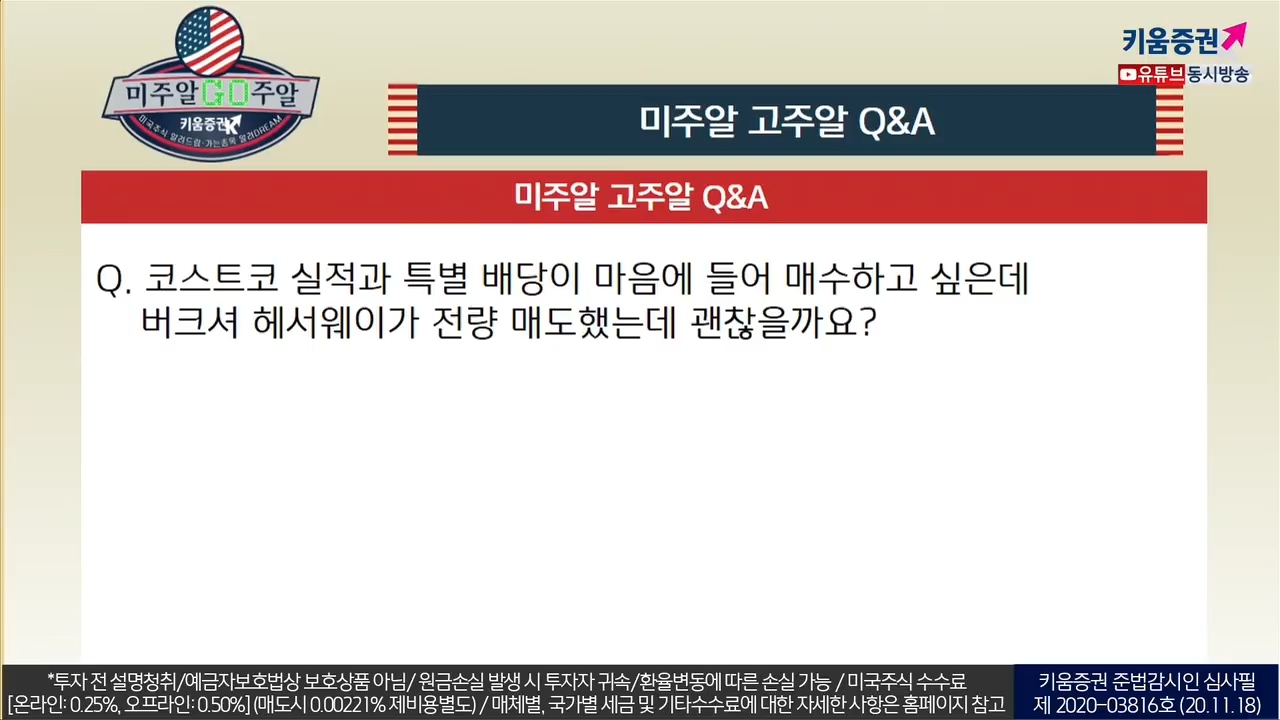 미주알GO주알
키움증권
미국주식 알려드림·가는종목 알려DREAM
키움증권
유튜브동시방송
미주알 고주알 Q&A
미주알 고주알 Q&A
Q. 코스트코 실적과 특별 배당이 마음에 들어 매수하고 싶은데
버크셔 헤서웨이가 전량 매도했는데 괜찮을까요?
*투자 전 설명청취/예금자보호법상 보호상품 아님/ 원금손실 발생 시 투자자 귀속/환율변동에 따른 손실 가능 / 미국주식 수수료
[온라인: 0.25%, 오프라인: 0.50%] (매도시 0.00221% 제비용별도) / 매체별, 국가별 세금 및 기타수수료에 대한 자세한 사항은 홈페이지 참고
키움증권 준법감시인 심사필
제 2020-03816호 (20.11.18)